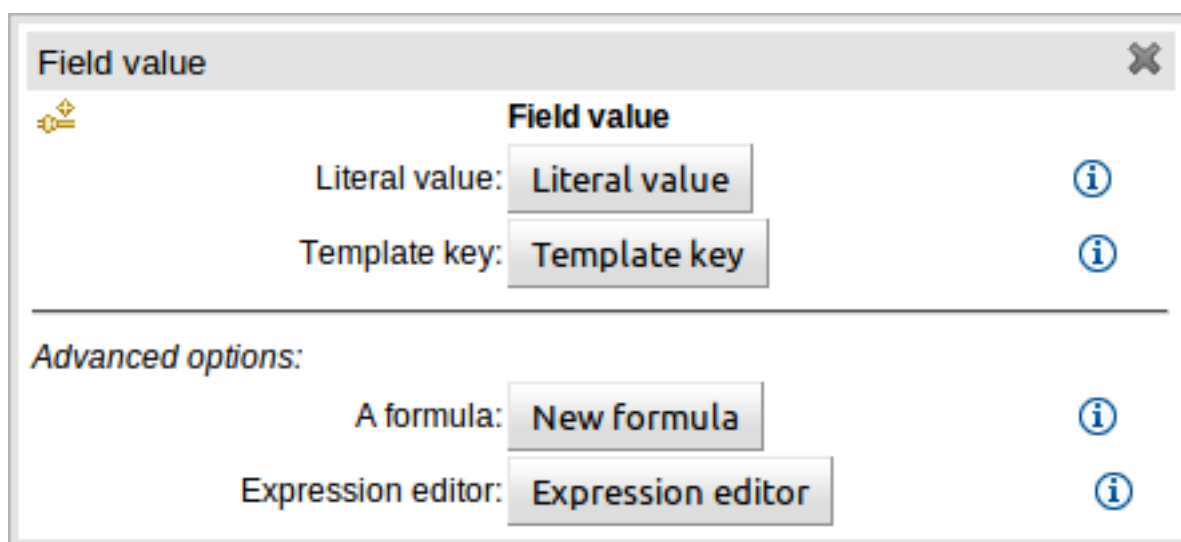 Field value
Field value
Literal value: Literal value
Template key: Template key
Advanced options:
A formula: New formula
Expression editor: Expression editor